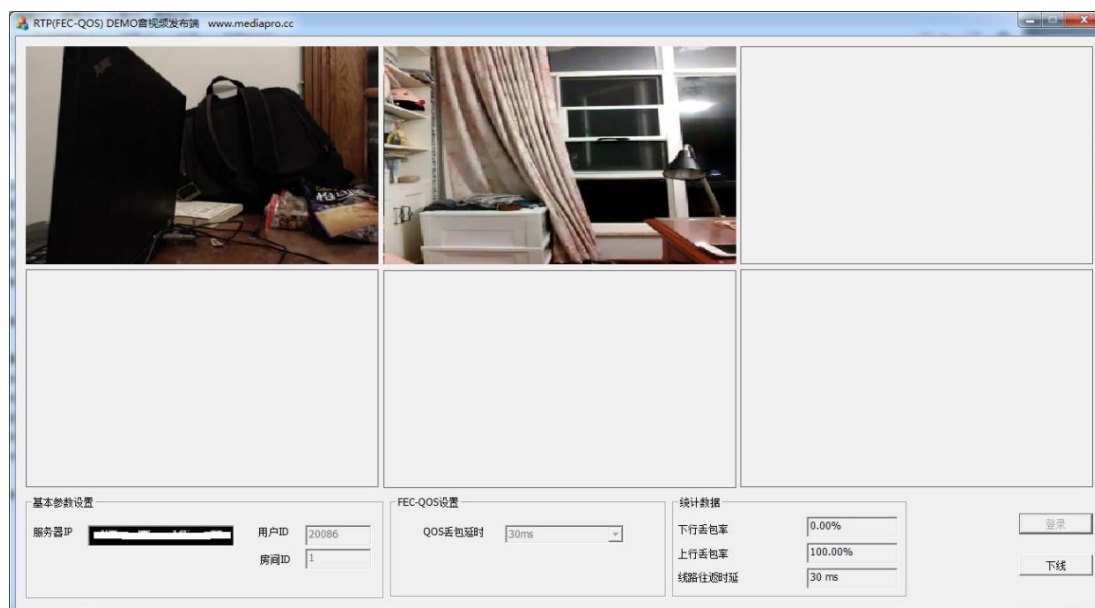 RTP(FEC-QOS) DEMO音视频发布端 www.mediapro.cc
基本参数设置
服务器IP
用户ID 20086
房间ID 1
FEC-QOS设置
QOS丢包延时 30ms
统计数据
下行丢包率 0.00%
上行丢包率 100.00%
线路往返时延 30 ms
登录
下线